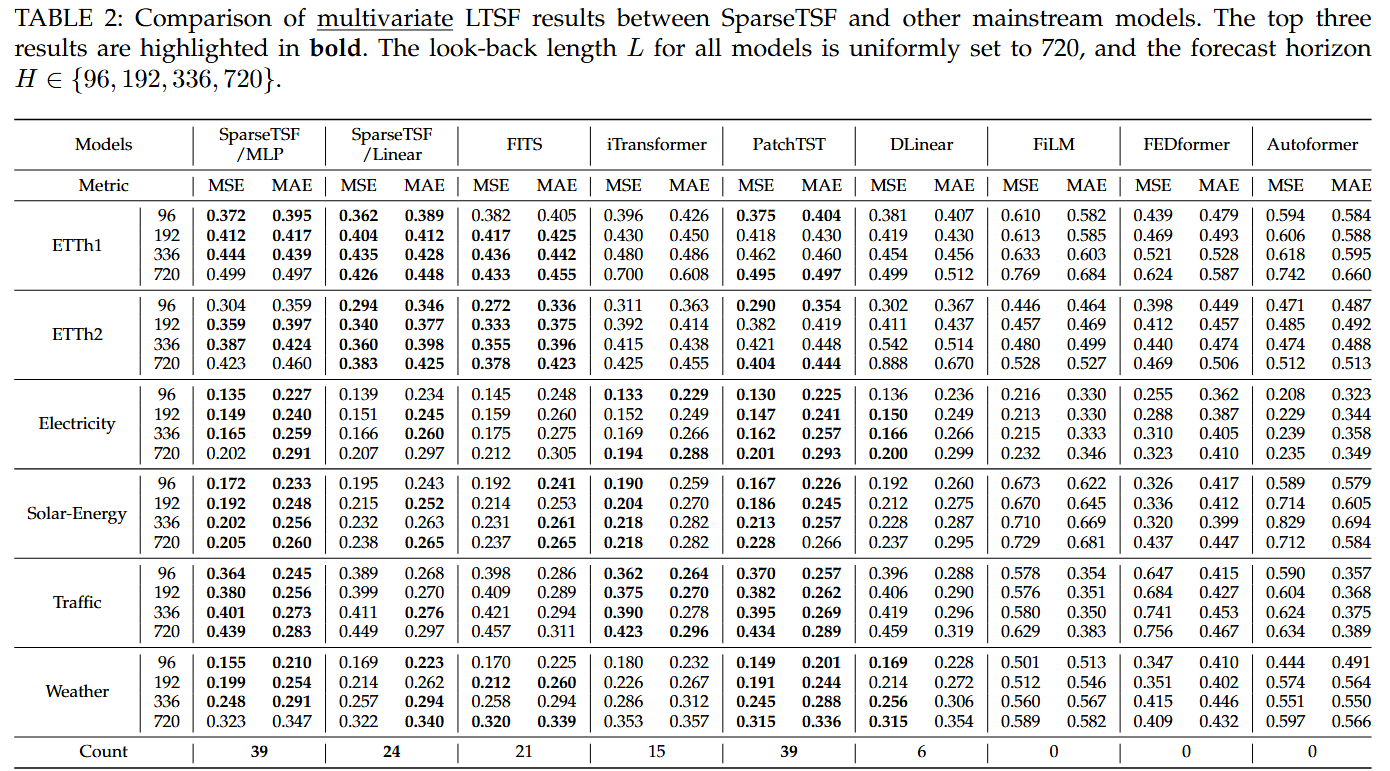 TABLE 2: Comparison of multivariate LTSF results between SparseTSF and other mainstream models. The top three
results are highlighted in bold. The look-back length L for all models is uniformly set to 720, and the forecast horizon
H ∈ {96, 192, 336, 720}.
Models SparseTSF /MLP SparseTSF /Linear FITS iTransformer PatchTST DLinear FiLM FEDformer Autoformer
Metric MSE MAE MSE MAE MSE MAE MSE MAE MSE MAE MSE MAE MSE MAE MSE MAE MSE MAE
ETTh1
96 0.372 0.395 0.362 0.389 0.382 0.405 0.396 0.426 0.375 0.404 0.381 0.407 0.610 0.582 0.439 0.479 0.594 0.584
192 0.412 0.417 0.404 0.412 0.417 0.425 0.430 0.450 0.418 0.430 0.419 0.430 0.613 0.585 0.469 0.493 0.606 0.588
336 0.444 0.439 0.435 0.428 0.436 0.442 0.480 0.486 0.462 0.460 0.454 0.456 0.633 0.603 0.521 0.528 0.618 0.595
720 0.499 0.497 0.426 0.448 0.433 0.455 0.700 0.608 0.495 0.497 0.499 0.512 0.769 0.684 0.624 0.587 0.742 0.660
ETTh2
96 0.304 0.359 0.294 0.346 0.272 0.336 0.311 0.363 0.290 0.354 0.302 0.367 0.446 0.464 0.398 0.449 0.471 0.487
192 0.359 0.397 0.340 0.377 0.333 0.375 0.392 0.414 0.382 0.419 0.411 0.437 0.457 0.469 0.412 0.457 0.485 0.492
336 0.387 0.424 0.360 0.398 0.355 0.396 0.415 0.438 0.421 0.448 0.542 0.514 0.480 0.499 0.440 0.474 0.474 0.488
720 0.423 0.460 0.383 0.425 0.378 0.423 0.425 0.455 0.404 0.444 0.888 0.670 0.528 0.527 0.469 0.506 0.512 0.513
Electricity
96 0.135 0.227 0.139 0.234 0.145 0.248 0.133 0.229 0.130 0.225 0.136 0.236 0.216 0.330 0.255 0.362 0.208 0.323
192 0.149 0.240 0.151 0.245 0.159 0.260 0.152 0.249 0.147 0.241 0.150 0.249 0.213 0.330 0.288 0.387 0.229 0.344
336 0.165 0.259 0.166 0.260 0.175 0.275 0.169 0.266 0.162 0.257 0.166 0.266 0.215 0.333 0.310 0.405 0.239 0.358
720 0.202 0.291 0.207 0.297 0.212 0.305 0.194 0.288 0.201 0.293 0.200 0.299 0.232 0.346 0.323 0.410 0.235 0.349
Solar-Energy
96 0.172 0.233 0.195 0.243 0.192 0.241 0.190 0.259 0.167 0.226 0.192 0.260 0.673 0.622 0.326 0.417 0.589 0.579
192 0.192 0.248 0.215 0.252 0.214 0.253 0.204 0.270 0.186 0.245 0.212 0.275 0.670 0.645 0.336 0.412 0.714 0.605
336 0.202 0.256 0.232 0.263 0.231 0.261 0.218 0.282 0.213 0.257 0.228 0.287 0.710 0.669 0.320 0.399 0.829 0.694
720 0.205 0.260 0.238 0.265 0.237 0.265 0.218 0.282 0.228 0.266 0.237 0.295 0.729 0.681 0.437 0.447 0.712 0.584
Traffic
96 0.364 0.245 0.389 0.268 0.398 0.286 0.362 0.264 0.370 0.257 0.396 0.288 0.578 0.354 0.647 0.415 0.590 0.357
192 0.380 0.256 0.399 0.270 0.409 0.289 0.375 0.270 0.382 0.262 0.406 0.290 0.576 0.351 0.684 0.427 0.604 0.368
336 0.401 0.273 0.411 0.276 0.421 0.294 0.390 0.278 0.395 0.269 0.419 0.296 0.580 0.350 0.741 0.453 0.624 0.375
720 0.439 0.283 0.449 0.297 0.457 0.311 0.423 0.296 0.434 0.289 0.459 0.319 0.629 0.383 0.756 0.467 0.634 0.389
Weather
96 0.155 0.210 0.169 0.223 0.170 0.225 0.180 0.232 0.149 0.201 0.169 0.228 0.501 0.513 0.347 0.410 0.444 0.491
192 0.199 0.254 0.214 0.262 0.212 0.260 0.226 0.267 0.191 0.244 0.214 0.272 0.512 0.546 0.351 0.402 0.574 0.564
336 0.248 0.291 0.257 0.294 0.258 0.294 0.286 0.312 0.245 0.288 0.256 0.306 0.560 0.567 0.415 0.446 0.551 0.550
720 0.323 0.347 0.322 0.340 0.320 0.339 0.353 0.357 0.315 0.336 0.315 0.354 0.589 0.582 0.409 0.432 0.597 0.566
Count 39 24 21 15 39 6 0 0 0